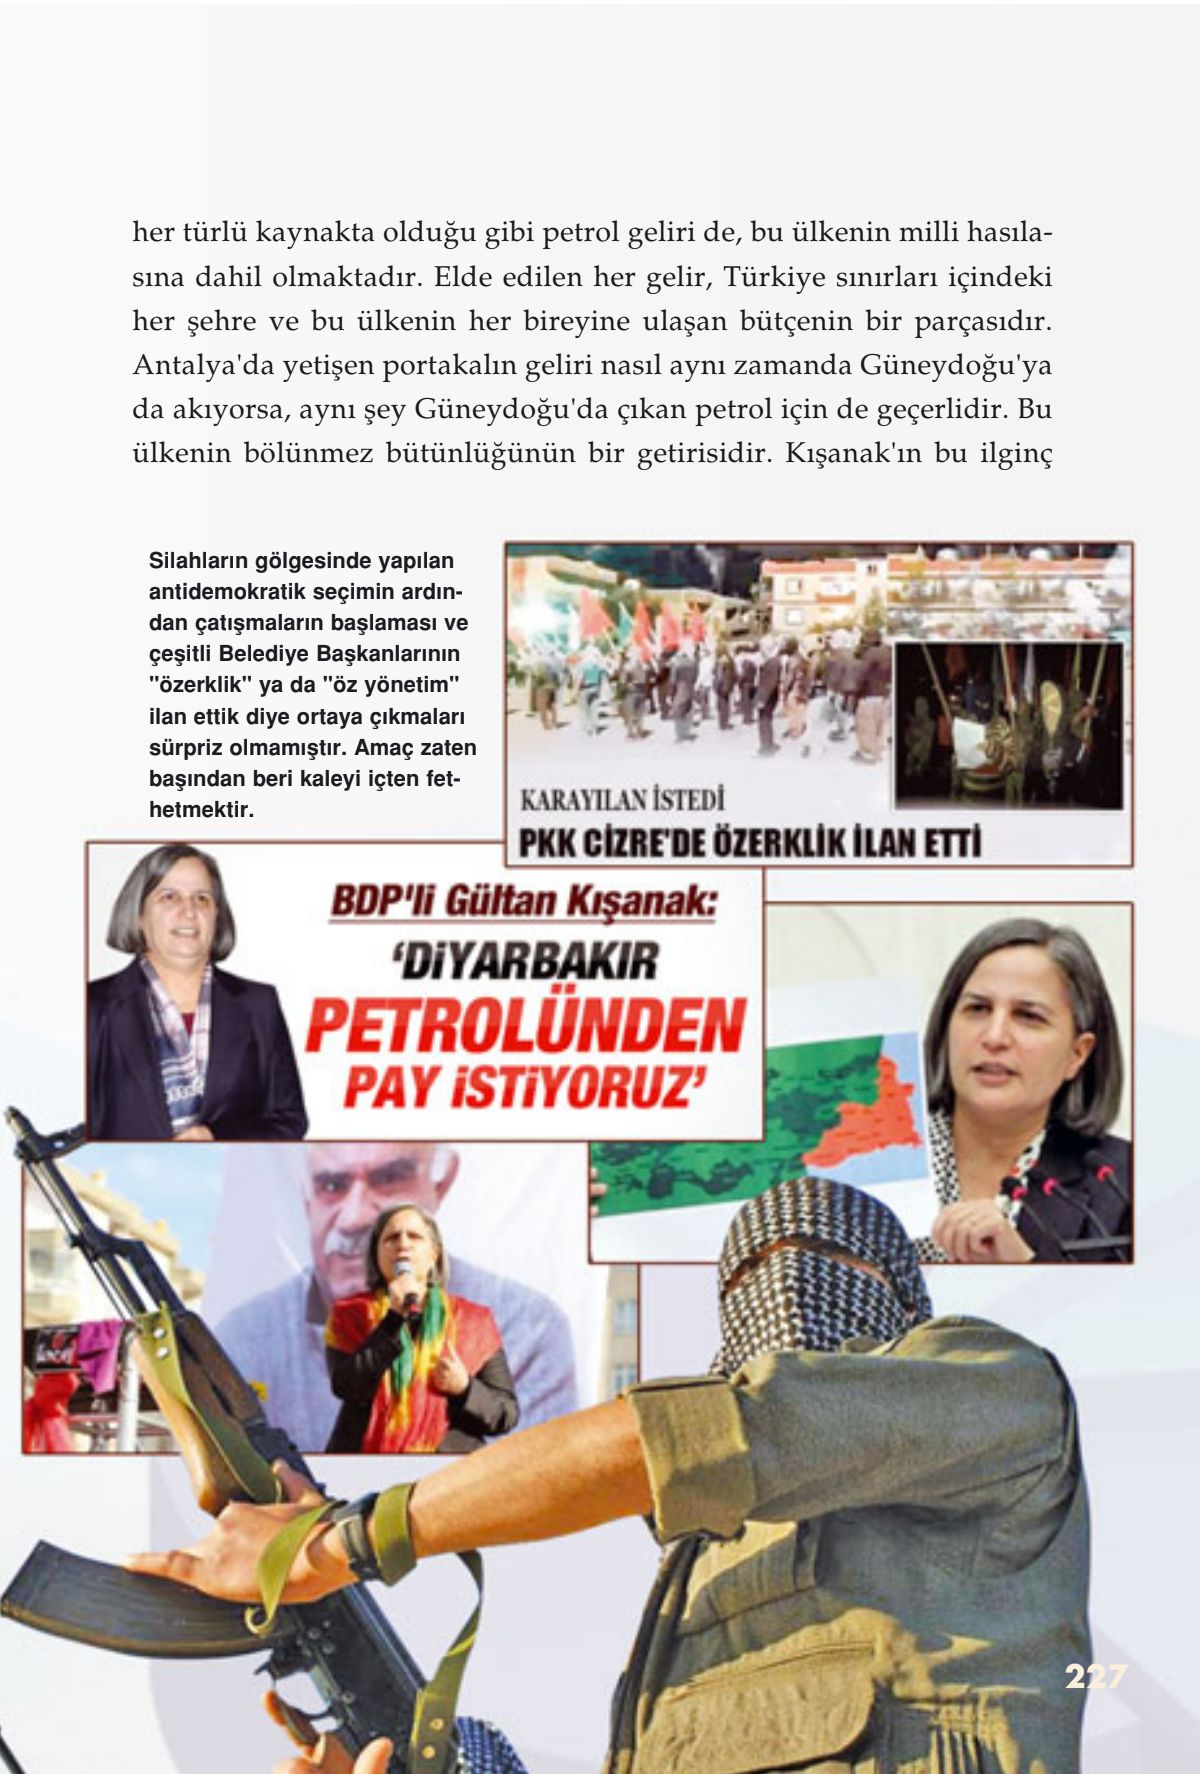 her türlü kaynakta olduğu gibi petrol geliri de, bu ülkenin milli hasıla-
sına dahil olmaktadır. Elde edilen her gelir, Türkiye sınırları içindeki
her şehre ve bu ülkenin her bireyine ulaşan bütçenin bir parçasıdır.
Antalya'da yetişen portakalın geliri nasıl aynı zamanda Güneydoğu'ya
da akıyorsa, aynı şey Güneydoğu'da çıkan petrol için de geçerlidir. Bu
ülkenin bölünmez bütünlüğünün bir getirisidir. Kışanak'ın bu ilginç
Silahların gölgesinde yapılan
antidemokratik seçimin ardın-
dan çatışmaların başlaması ve
çeşitli Belediye Başkanlarının
"özerklik" ya da "öz yönetim"
ilan ettik diye ortaya çıkmaları
sürpriz olmamıştır. Amaç zaten
başından beri kaleyi içten fet-
hetmektir.
KARAYILAN İSTEDİ
PKK CİZRE'DE ÖZERKLİK İLAN ETTİ
BDP'li Gültan Kışanak:
'DİYARBAKIR
PETROLÜNDEN
PAY İSTİYORUZ'
227